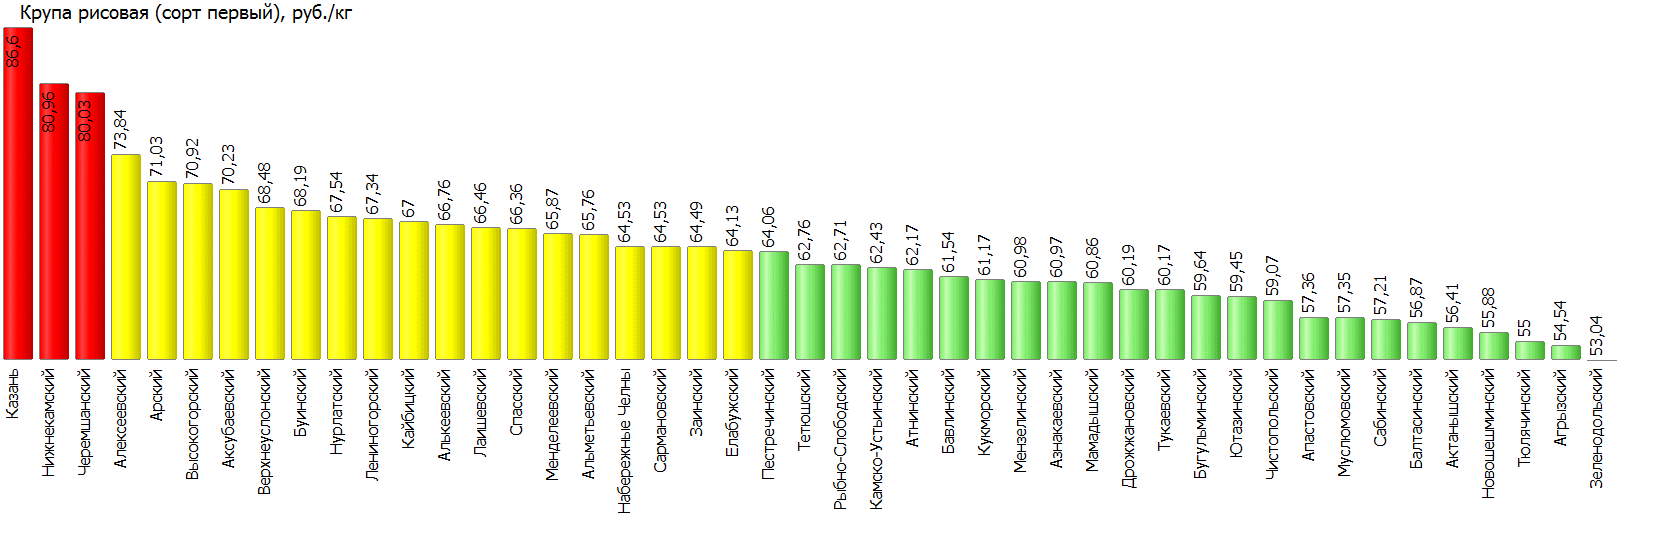 Крупа рисовая (сорт первый), руб./кг
86,6
80,96
80,03
73,84
71,03
70,92
70,23
68,48
68,19
67,54
67,34
67
66,76
66,46
66,36
65,87
65,76
64,53
64,53
64,49
64,13
64,06
62,76
62,71
62,43
62,17
61,54
61,17
60,98
60,97
60,86
60,19
60,17
59,64
59,45
59,07
57,36
57,35
57,21
56,87
56,41
55,88
55
54,54
53,04
Казань
Нижнекамский
Черемшанский
Алексеевский
Арский
Высокогорский
Аксубаевский
Верхнеуслонский
Буинский
Нурлатский
Лениногорский
Кайбицкий
Алькеевский
Лаишевский
Спасский
Менделеевский
Альметьевский
Набережные Челны
Сармановский
Заинский
Елабужский
Пестречинский
Тетюшский
Рыбно-Слободский
Камско-Устьинский
Атнинский
Бавлинский
Кукморский
Мензелинский
Азнакаевский
Мамадышский
Дрожжановский
Тукаевский
Бугульминский
Ютазинский
Чистопольский
Апастовский
Муслюмовский
Сабинский
Балтасинский
Актанышский
Новошешминский
Тюлячинский
Агрызский
Зеленодольский